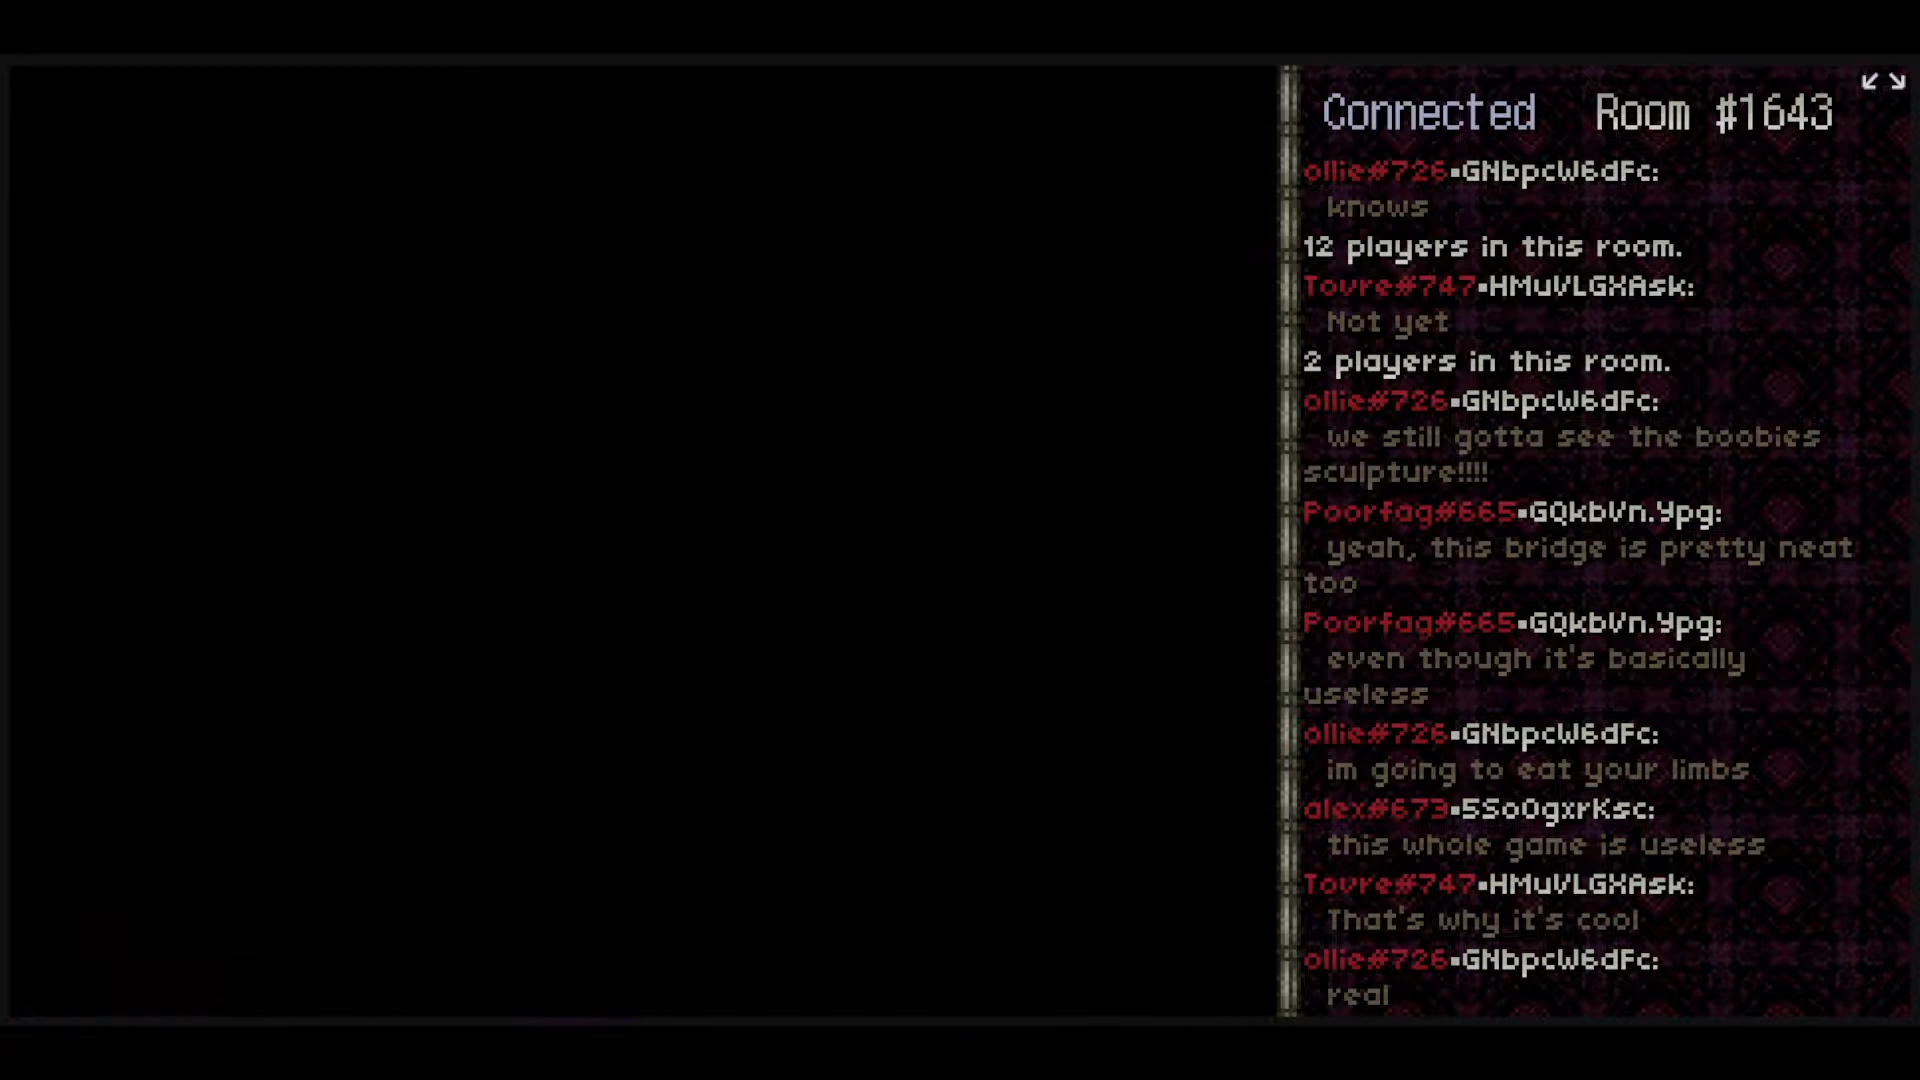 Connected Room #1643
ollie#726▪GNbpcW6dFc:
knows
12 players in this room.
Tovre#747▪HMuVLGXAsk:
Not yet
2 players in this room.
ollie#726▪GNbpcW6dFc:
we still gotta see the boobies
sculpture!!!!
Poorfag#665▪GQkbVn.Ypg:
yeah, this bridge is pretty neat
too
Poorfag#665▪GQkbVn.Ypg:
even though it's basically
useless
ollie#726▪GNbpcW6dFc:
im going to eat your limbs
alex#673▪5SoOgxrKsc:
this whole game is useless
Tovre#747▪HMuVLGXAsk:
That's why it's cool
ollie#726▪GNbpcW6dFc:
real